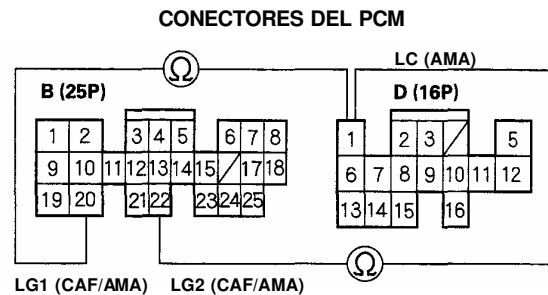 CONECTORES DEL PCM
Ω
LC (AMA)
B (25P)
D (16P)
1 2 3 4 5 6 7 8
9 10 11 12 13 14 15 17 18
19 20 21 22 23 24 25
1 2 3 5
6 7 8 9 10 11 12
13 14 15 16
Ω
LG1 (CAF/AMA) LG2 (CAF/AMA)